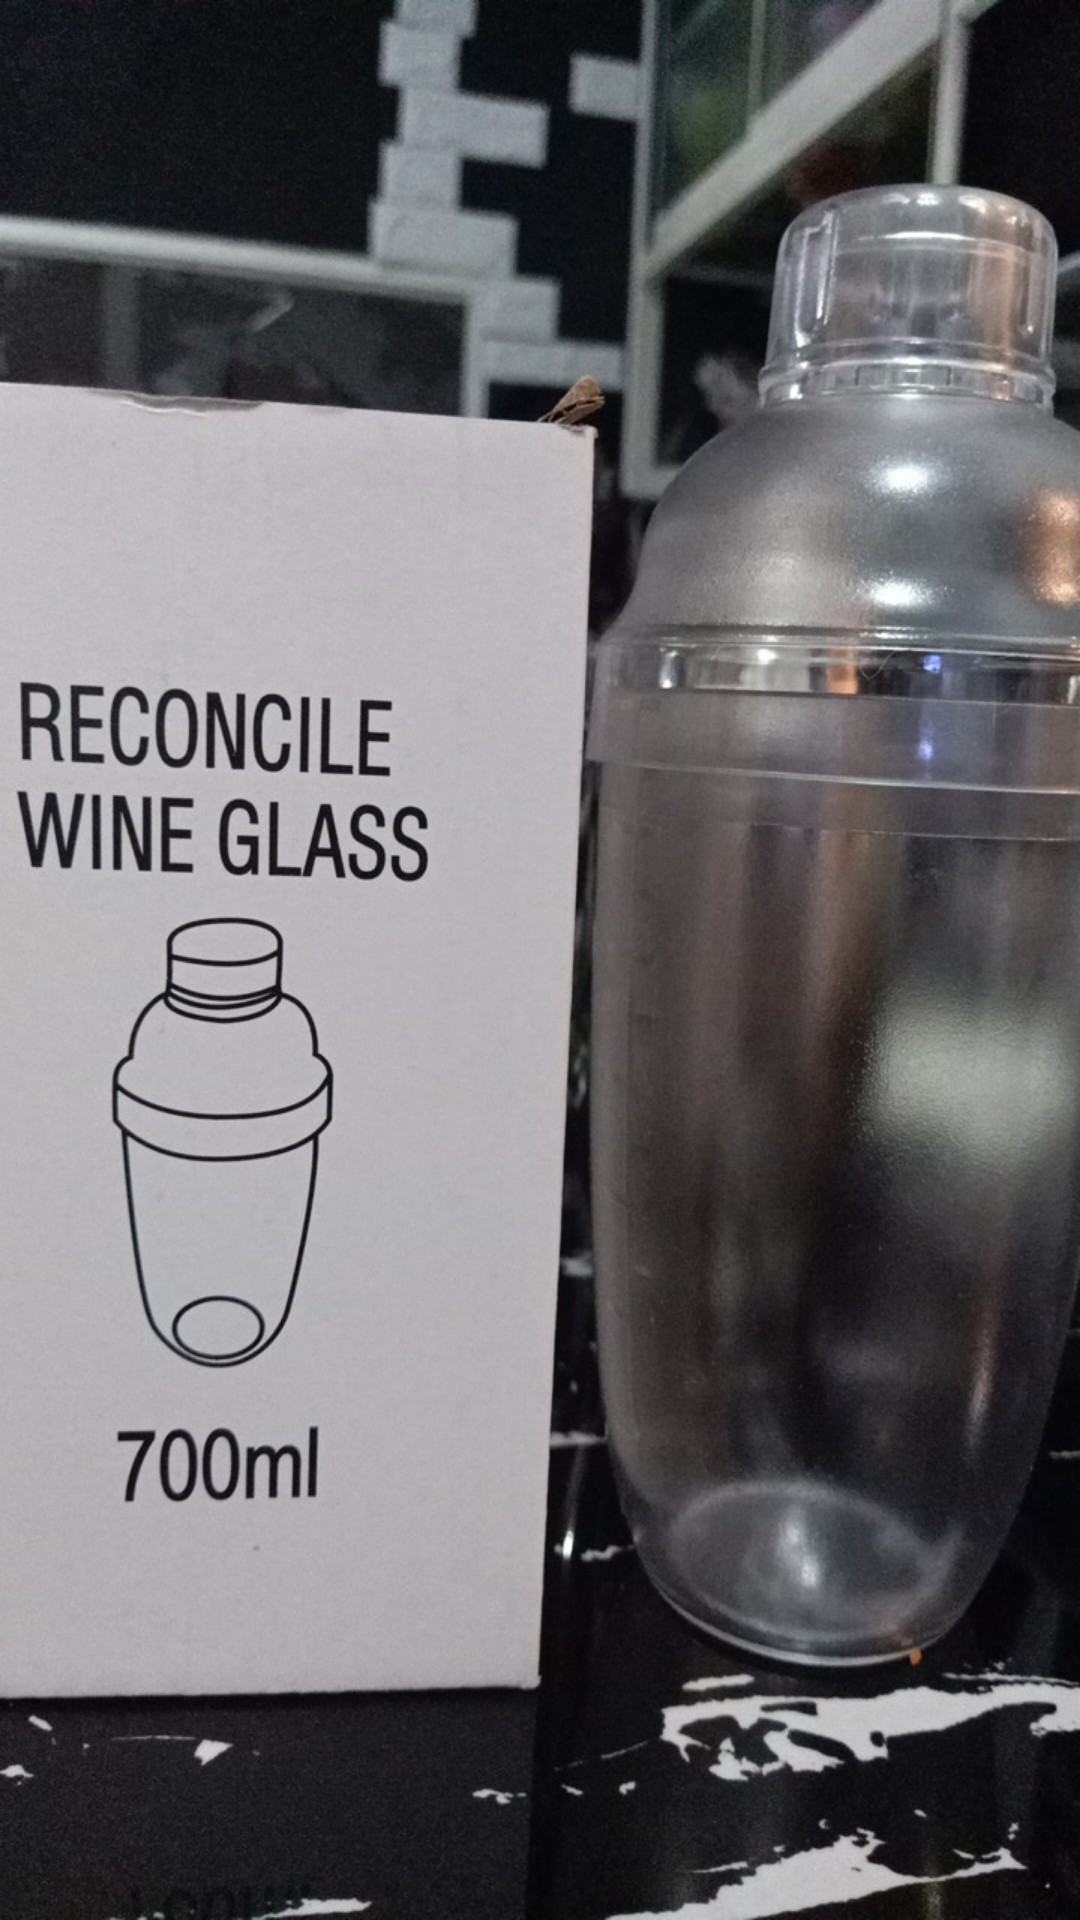 RECONCILE
WINE GLASS
700ml